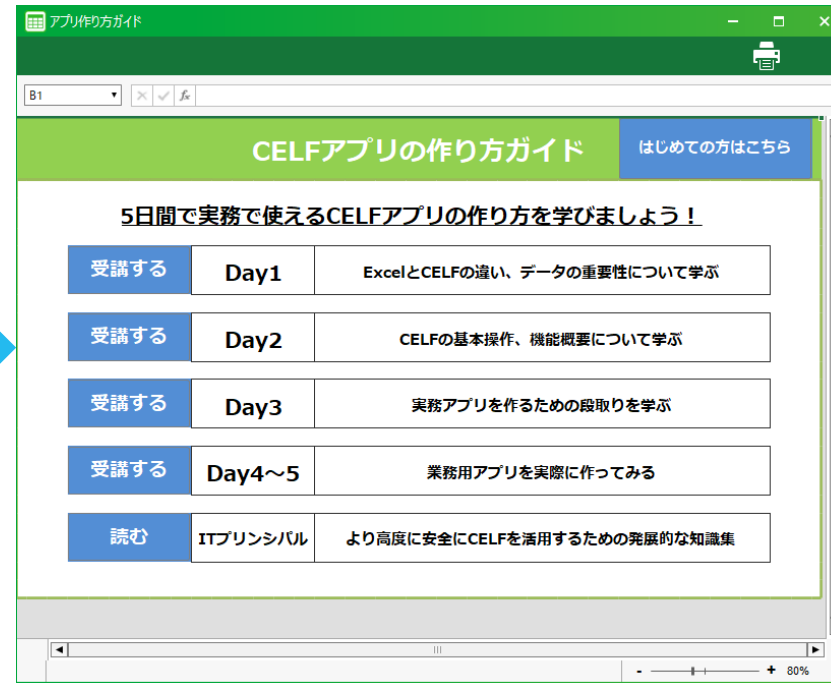 アプリ作り方ガイド
B1
fx
CELFアプリの作り方ガイド
はじめての方はこちら
5日間で実務で使えるCELFアプリの作り方を学びましょう！
受講する Day1 ExcelとCELFの違い、データの重要性について学ぶ
受講する Day2 CELFの基本操作、機能概要について学ぶ
受講する Day3 実務アプリを作るための段取りを学ぶ
受講する Day4～5 業務用アプリを実際に作ってみる
読む ITプリンシパル より高度に安全にCELFを活用するための発展的な知識集
80%